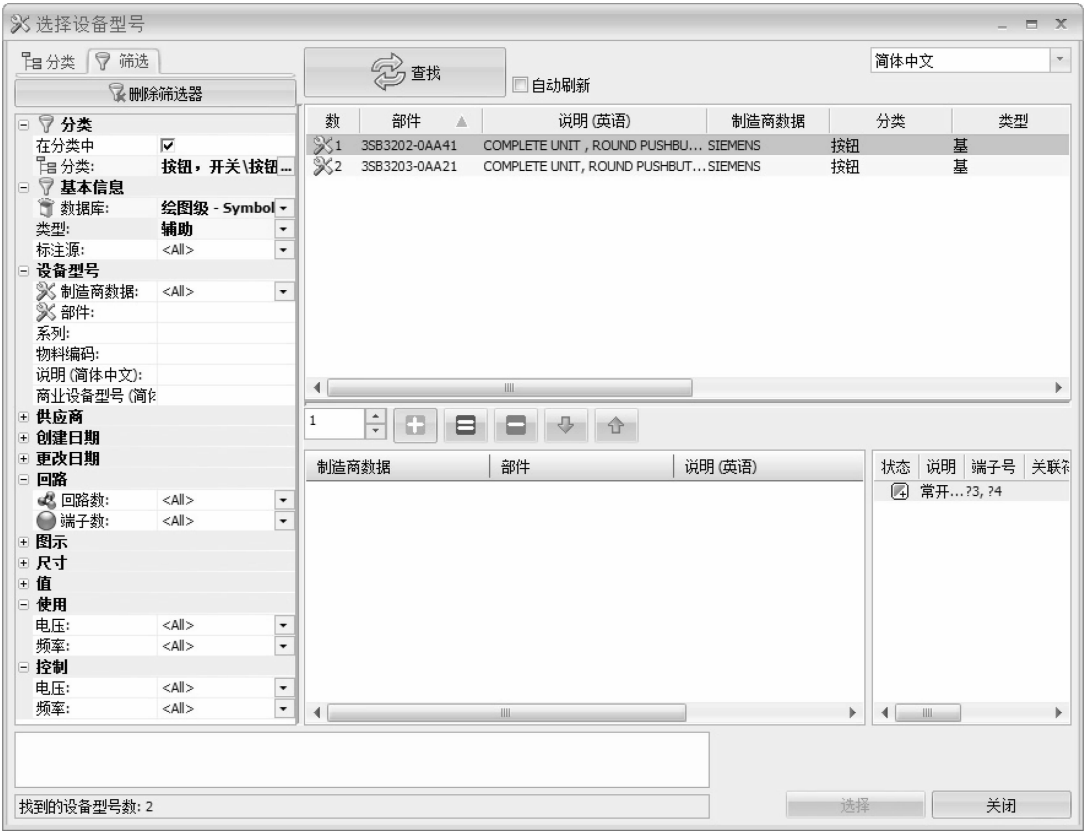 选择设备型号
分类 筛选
删除筛选器
查找
自动刷新
简体中文
分类
在分类中
分类: 按钮，开关\按钮...
基本信息
数据库: 绘图级 - Symbol
类型: 辅助
标注源: <All>
设备型号
制造商数据: <All>
部件:
系列:
物料编码:
说明 (简体中文):
商业设备型号 (简
供应商
创建日期
更改日期
回路
回路数: <All>
端子数: <All>
图示
尺寸
值
使用
电压: <All>
频率: <All>
控制
电压: <All>
频率: <All>
数 部件 说明 (英语) 制造商数据 分类 类型
1 3SB3202-0AA41 COMPLETE UNIT , ROUND PUSHBU... SIEMENS 按钮 基
2 3SB3203-0AA21 COMPLETE UNIT, ROUND PUSHBUT... SIEMENS 按钮 基
1
制造商数据 部件 说明 (英语)
状态 说明 端子号 关联
常开... ?3, ?4
找到的设备型号数: 2
选择 关闭